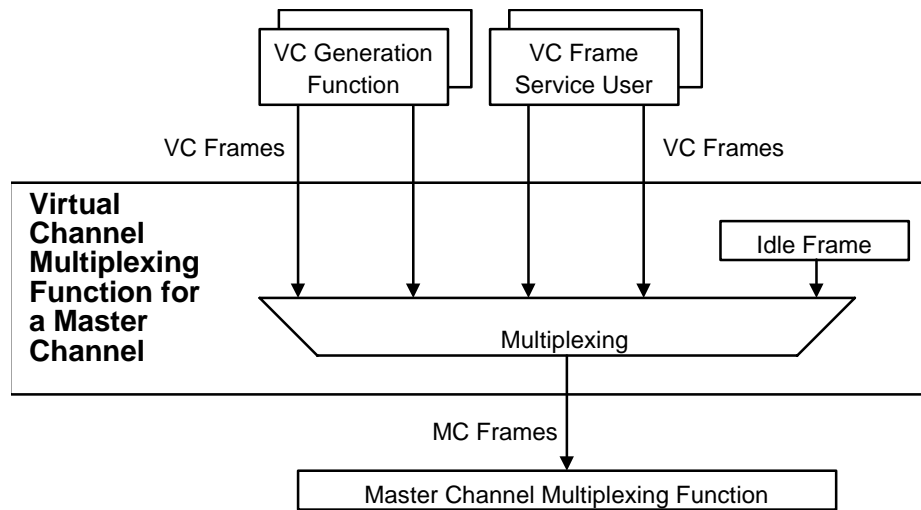 VC Generation
Function
VC Frame
Service User
VC Frames
VC Frames
Virtual
Channel
Multiplexing
Function for
a Master
Channel
Idle Frame
Multiplexing
MC Frames
Master Channel Multiplexing Function